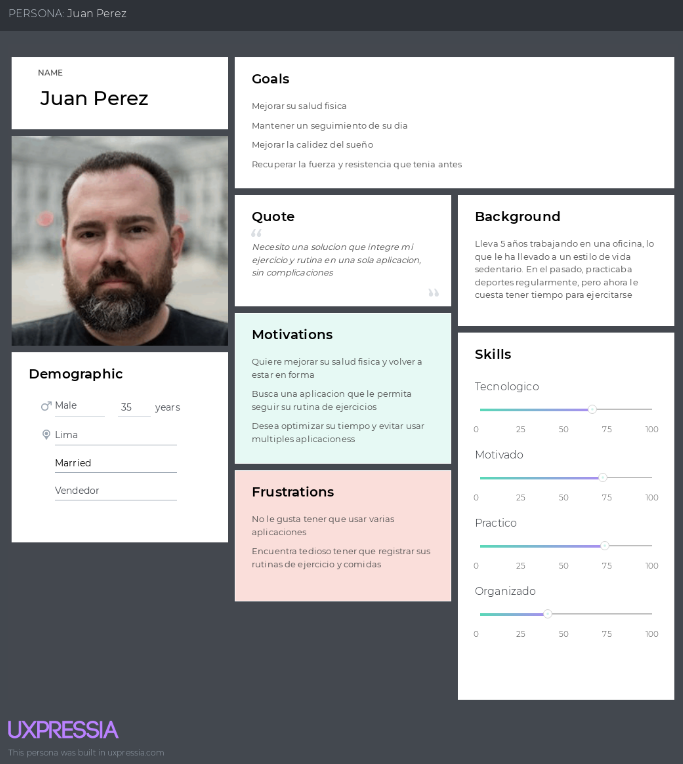 PERSONA: Juan Perez
NAME
Juan Perez
Demographic
Male
35 years
Lima
Married
Vendedor
Goals
Mejorar su salud fisica
Mantener un seguimiento de su dia
Mejorar la calidez del sueño
Recuperar la fuerza y resistencia que tenia antes
Quote
“
Necesito una solucion que integre mi
ejercicio y rutina en una sola aplicacion,
sin complicaciones
”
Motivations
Quiere mejorar su salud fisica y volver a
estar en forma
Busca una aplicacion que le permita
seguir su rutina de ejercicios
Desea optimizar su tiempo y evitar usar
multiples aplicacioness
Frustrations
No le gusta tener que usar varias
aplicaciones
Encuentra tedioso tener que registrar sus
rutinas de ejercicio y comidas
Background
Lleva 5 años trabajando en una oficina, lo
que le ha llevado a un estilo de vida
sedentario. En el pasado, practicaba
deportes regularmente, pero ahora le
cuesta tener tiempo para ejercitarse
Skills
Tecnologico
0 25 50 75 100
Motivado
0 25 50 75 100
Practico
0 25 50 75 100
Organizado
0 25 50 75 100
UXPRESSIA
This persona was built in uxpressia.com